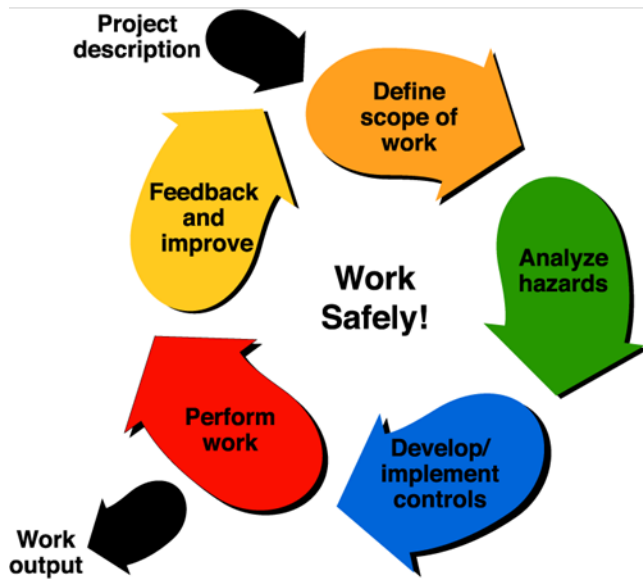 Project
description
Define
scope of
work
Analyze
hazards
Develop/
implement
controls
Perform
work
Work
output
Feedback
and
improve
Work
Safely!